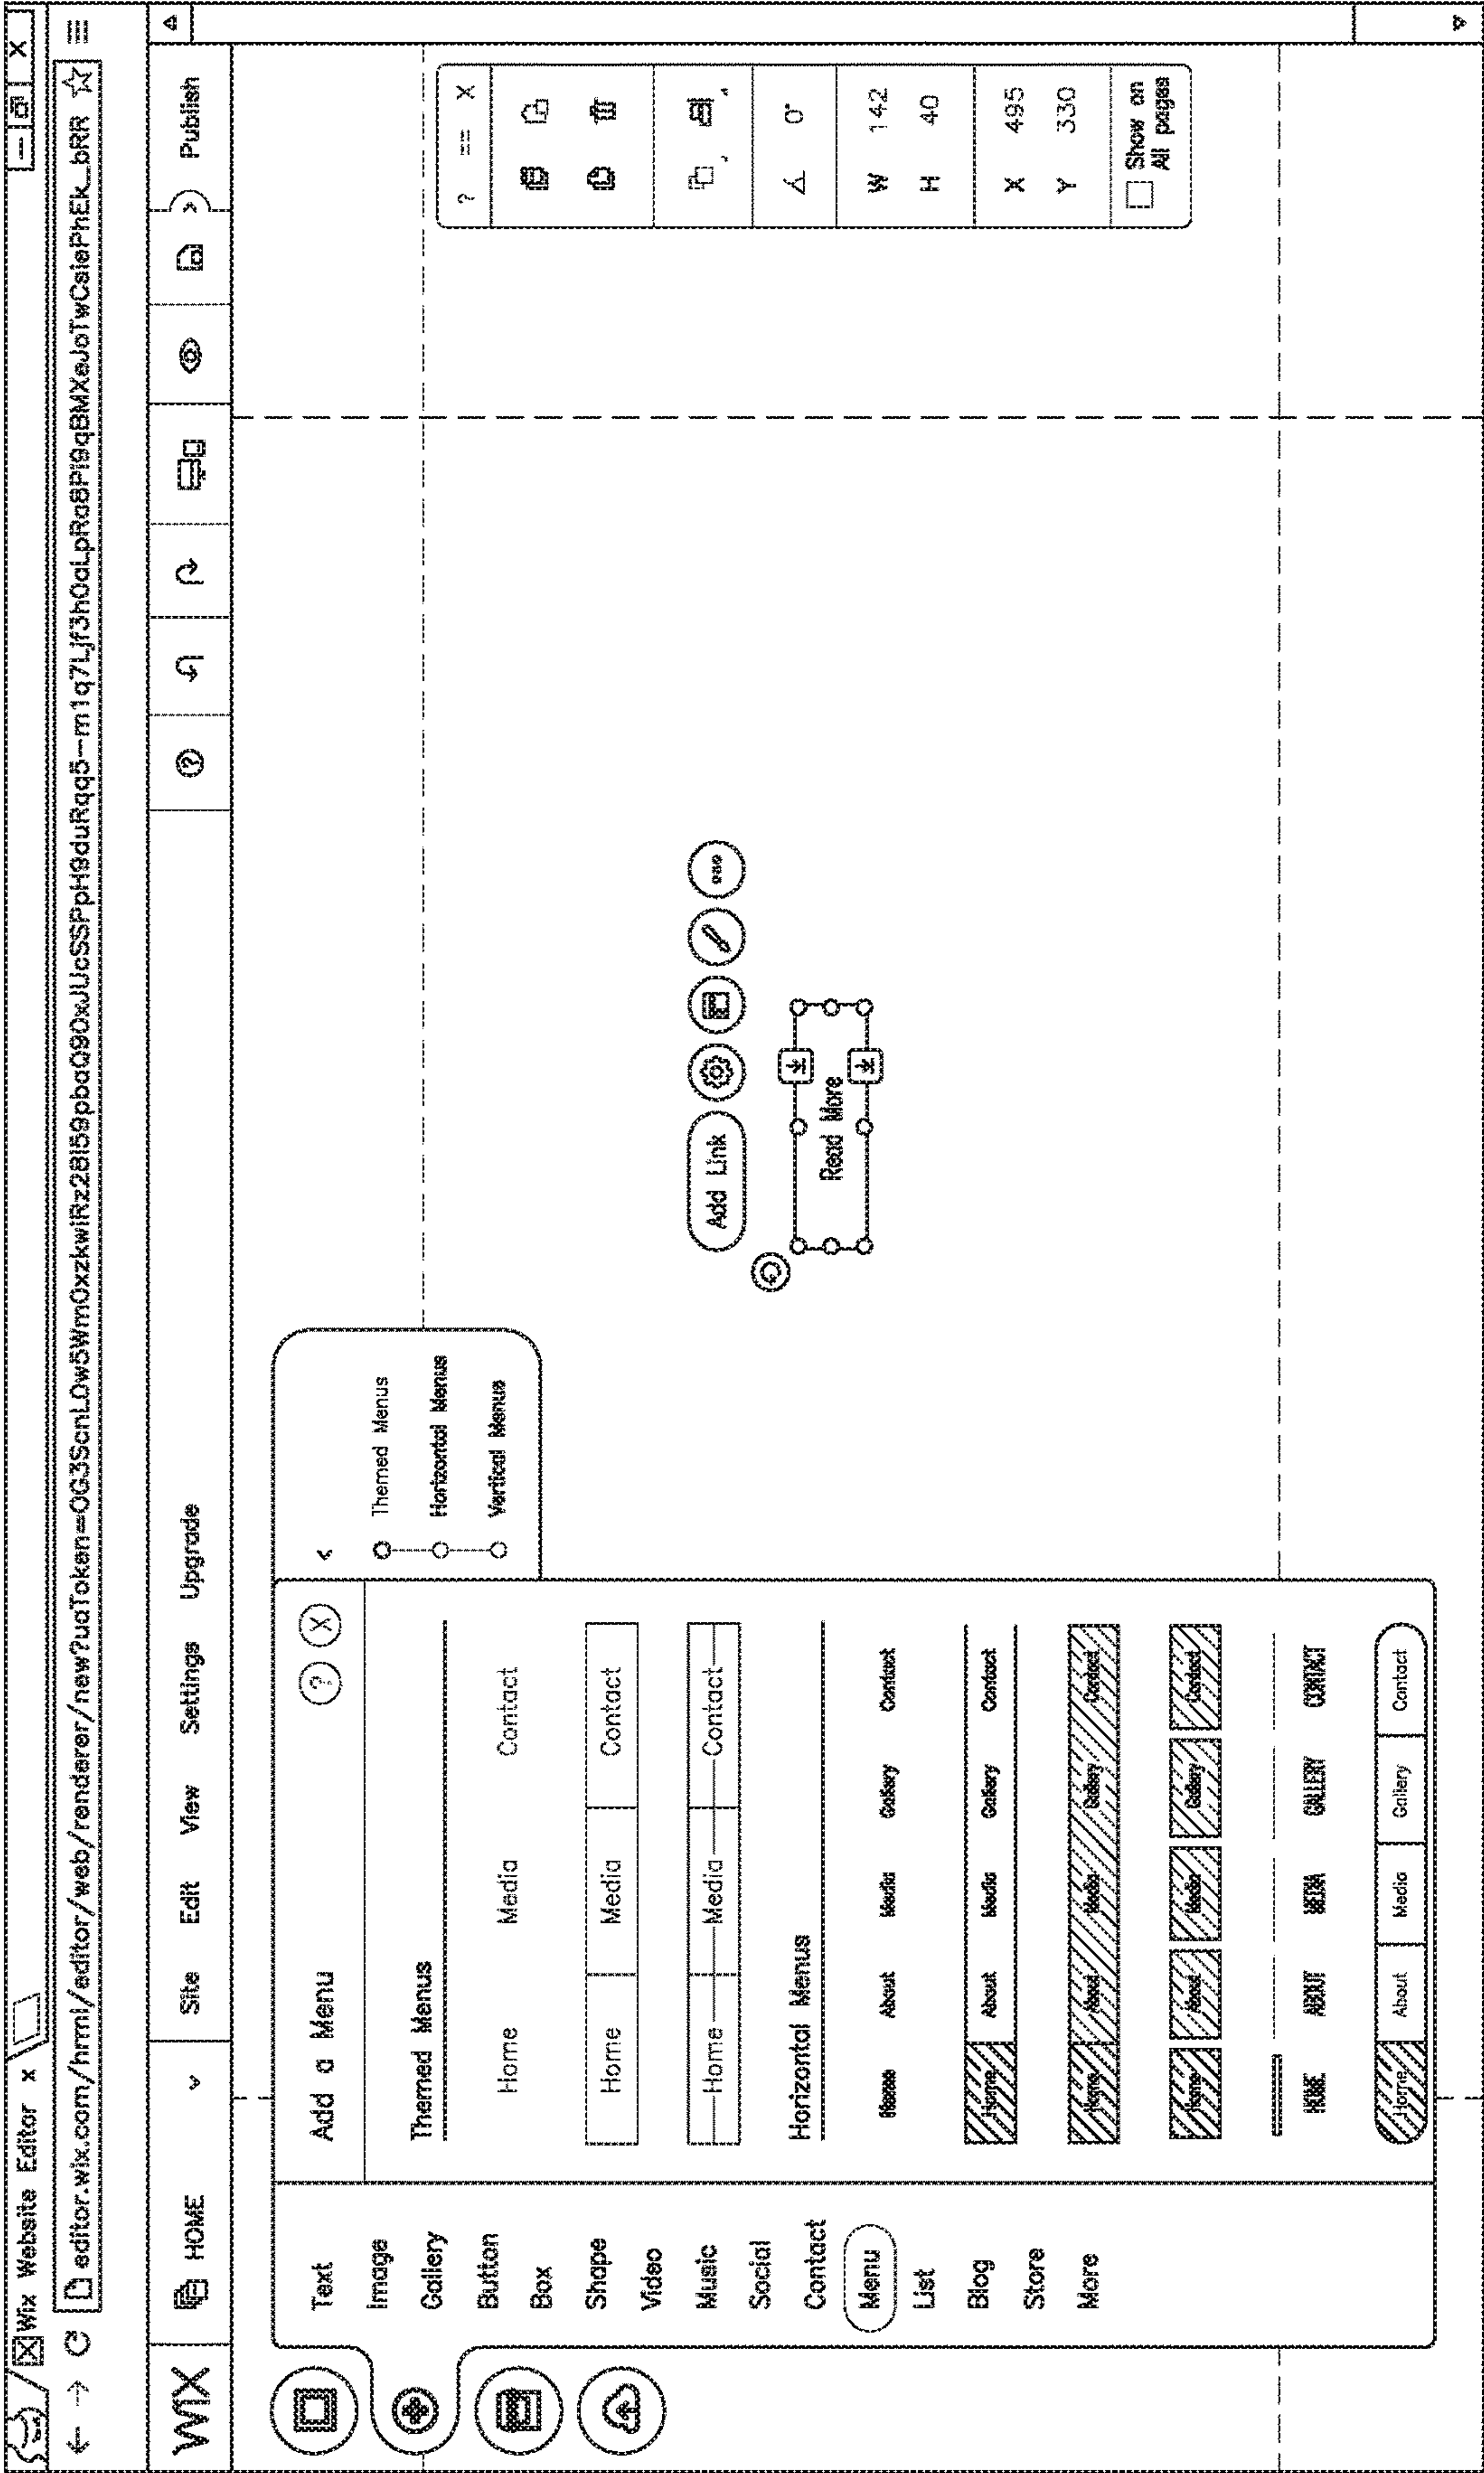 Wix Website Editor x
editor.wix.com/hrml/editor/web/renderer/new?uaToken=OG3ScnLOw5WmOxzkwiRz28l59pbaQ9OxJUcSSPpH9duRqq5-m1q7Ljf3hOaLpRa8Pi9qBMXeJoTwCsiePhEk_bRR
WIX HOME Site Edit View Settings Upgrade ? Publish
Text
Image
Gallery
Button
Box
Shape
Video
Music
Social
Contact
Menu
List
Blog
Store
More
Add a Menu ? X
Themed Menus
Home Media Contact
Home Media Contact
Home Media Contact
Horizontal Menus
Home About Media Gallery Contact
Home About Media Gallery Contact
Home About Media Gallery Contact
Home About Media Gallery Contact
HOME ABOUT MEDIA GALLERY CONTACT
Home About Media Gallery Contact
Themed Menus
Horizontal Menus
Vertical Menus
Add Link
Read More
? == X
0°
W 142
H 40
X 495
Y 330
Show on
All pages